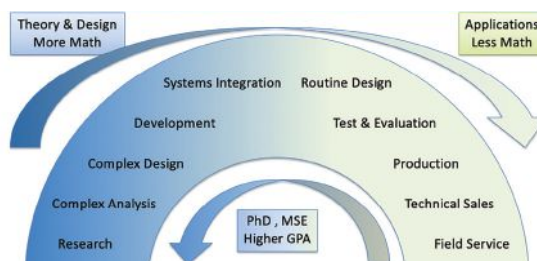 Theory & Design
More Math
Applications
Less Math
Systems Integration
Routine Design
Development
Test & Evaluation
Complex Design
Production
Complex Analysis
Technical Sales
PhD , MSE
Higher GPA
Research
Field Service